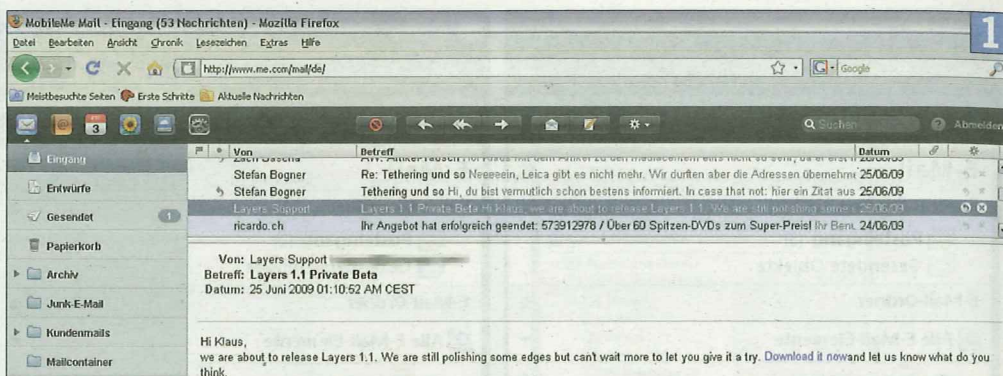 MobileMe Mail - Eingang (53 Nachrichten) - Mozilla Firefox
1
Datei Bearbeiten Ansicht Chronik Lesezeichen Extras Hilfe
http://www.me.com/mail/de/
Google
Meistbesuchte Seiten Erste Schritte Aktuelle Nachrichten
3
Suchen
Abmelden
Von Betreff Datum
Eingang
Zach Sascha
Stefan Bogner Re: Tethering und so Neeeeein, Leica gibt es nicht mehr. Wir durften aber die Adressen übernehme 25/06/09
Entwürfe
Stefan Bogner Tethering und so Hi, du bist vermutlich schon bestens informiert. In case that not: hier ein Zitat aus 25/06/09
Layers Support Layers 1.1 Private Beta Hi Klaus, we are about to release Layers 1.1. We are still polishing some e 25/06/09
Gesendet 1
ricardo.ch Ihr Angebot hat erfolgreich geendet: 573912978 / Über 60 Spitzen-DVDs zum Super-Preis! Ihr Benu 24/06/09
Papierkorb
Von: Layers Support
Archiv
Betreff: Layers 1.1 Private Beta
Datum: 25 Juni 2009 01:10:52 AM CEST
Junk-E-Mail
Kundenmails
Hi Klaus,
Mailcontainer
we are about to release Layers 1.1. We are still polishing some edges but can't wait more to let you give it a try. Download it nowand let us know what do you
think.